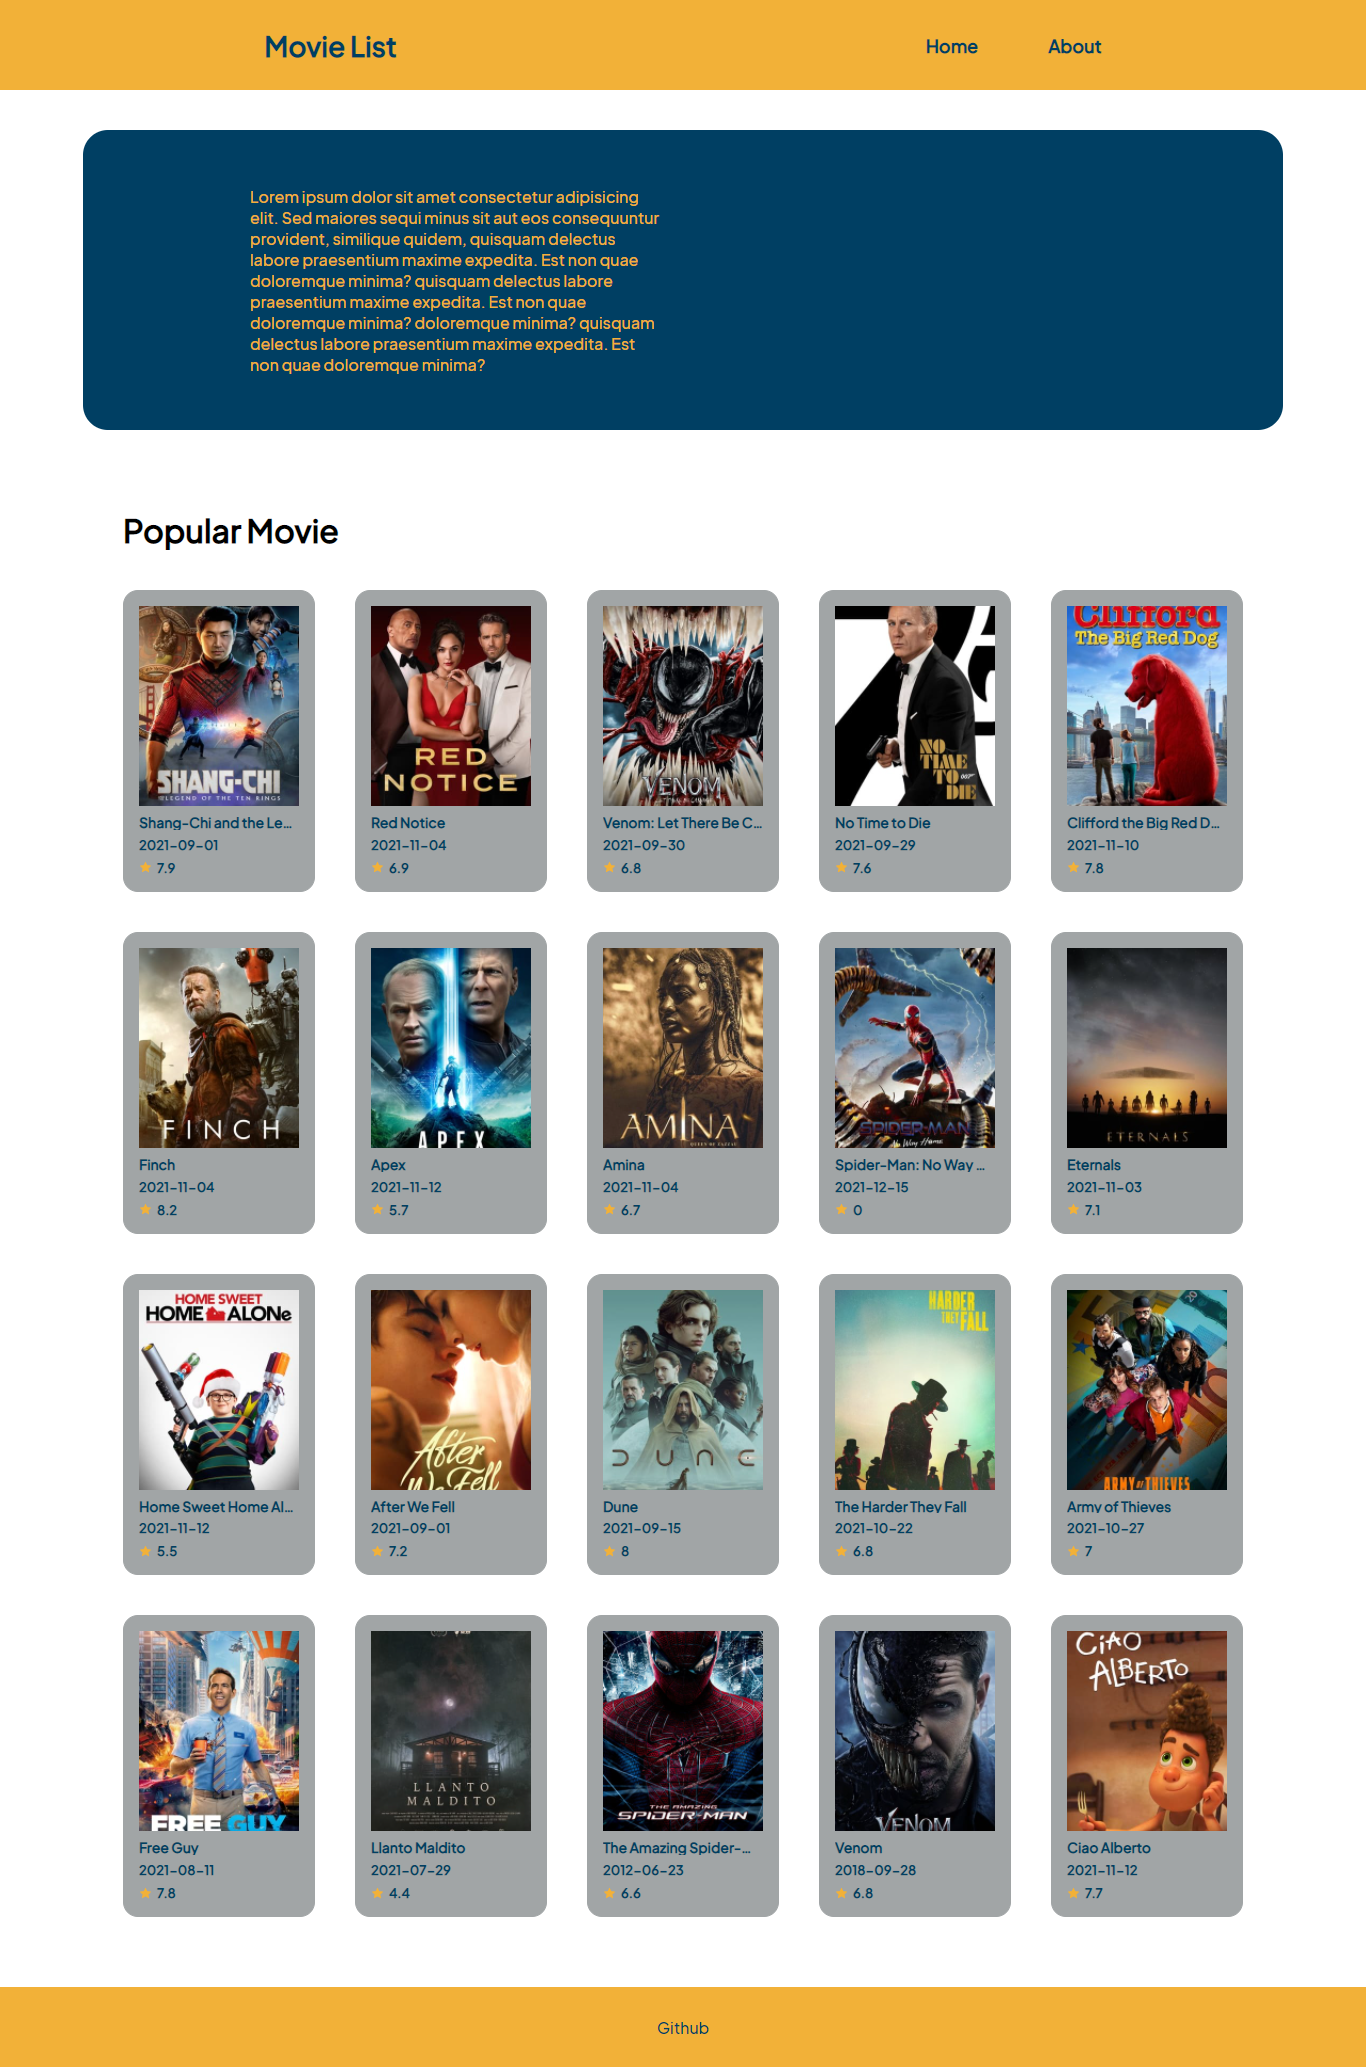 Movie List
Home
About
Lorem ipsum dolor sit amet consectetur adipisicing
elit. Sed maiores sequi minus sit aut eos consequuntur
provident, similique quidem, quisquam delectus
labore praesentium maxime expedita. Est non quae
doloremque minima? quisquam delectus labore
praesentium maxime expedita. Est non quae
doloremque minima? doloremque minima? quisquam
delectus labore praesentium maxime expedita. Est
non quae doloremque minima?
Popular Movie
SHANG-CHI
LEGEND OF THE TEN RINGS
Shang-Chi and the Le...
2021-09-01
7.9
RED
NOTICE
Red Notice
2021-11-04
6.9
VENOM
Venom: Let There Be C...
2021-09-30
6.8
NO
TIME
TO
DIE
007
No Time to Die
2021-09-29
7.6
Clifford
The Big Red Dog
Clifford the Big Red D...
2021-11-10
7.8
FINCH
Finch
2021-11-04
8.2
APEX
Apex
2021-11-12
5.7
AMINA
Amina
2021-11-04
6.7
SPIDER-MAN
No Way Home
Spider-Man: No Way ...
2021-12-15
0
ETERNALS
Eternals
2021-11-03
7.1
HOME SWEET
HOME ALONe
Home Sweet Home Al...
2021-11-12
5.5
After
We Fell
After We Fell
2021-09-01
7.2
DUNE
Dune
2021-09-15
8
HARDER
THEY FALL
The Harder They Fall
2021-10-22
6.8
ARMY OF THIEVES
Army of Thieves
2021-10-27
7
FREE GUY
Free Guy
2021-08-11
7.8
LLANTO
MALDITO
Llanto Maldito
2021-07-29
4.4
THE AMAZING
SPIDER-MAN
The Amazing Spider-...
2012-06-23
6.6
VENOM
Venom
2018-09-28
6.8
CiAO
ALBERTO
Ciao Alberto
2021-11-12
7.7
Github